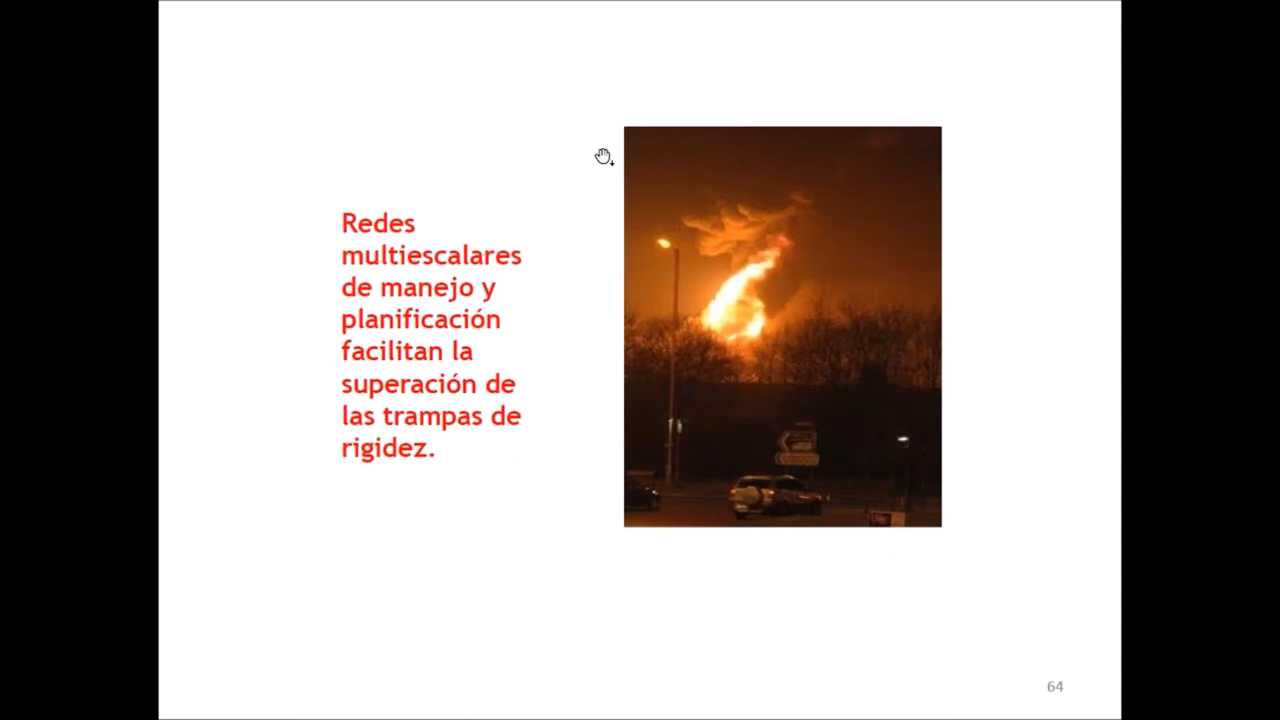 Redes
multiescalares
de manejo y
planificación
facilitan la
superación de
las trampas de
rigidez.
64